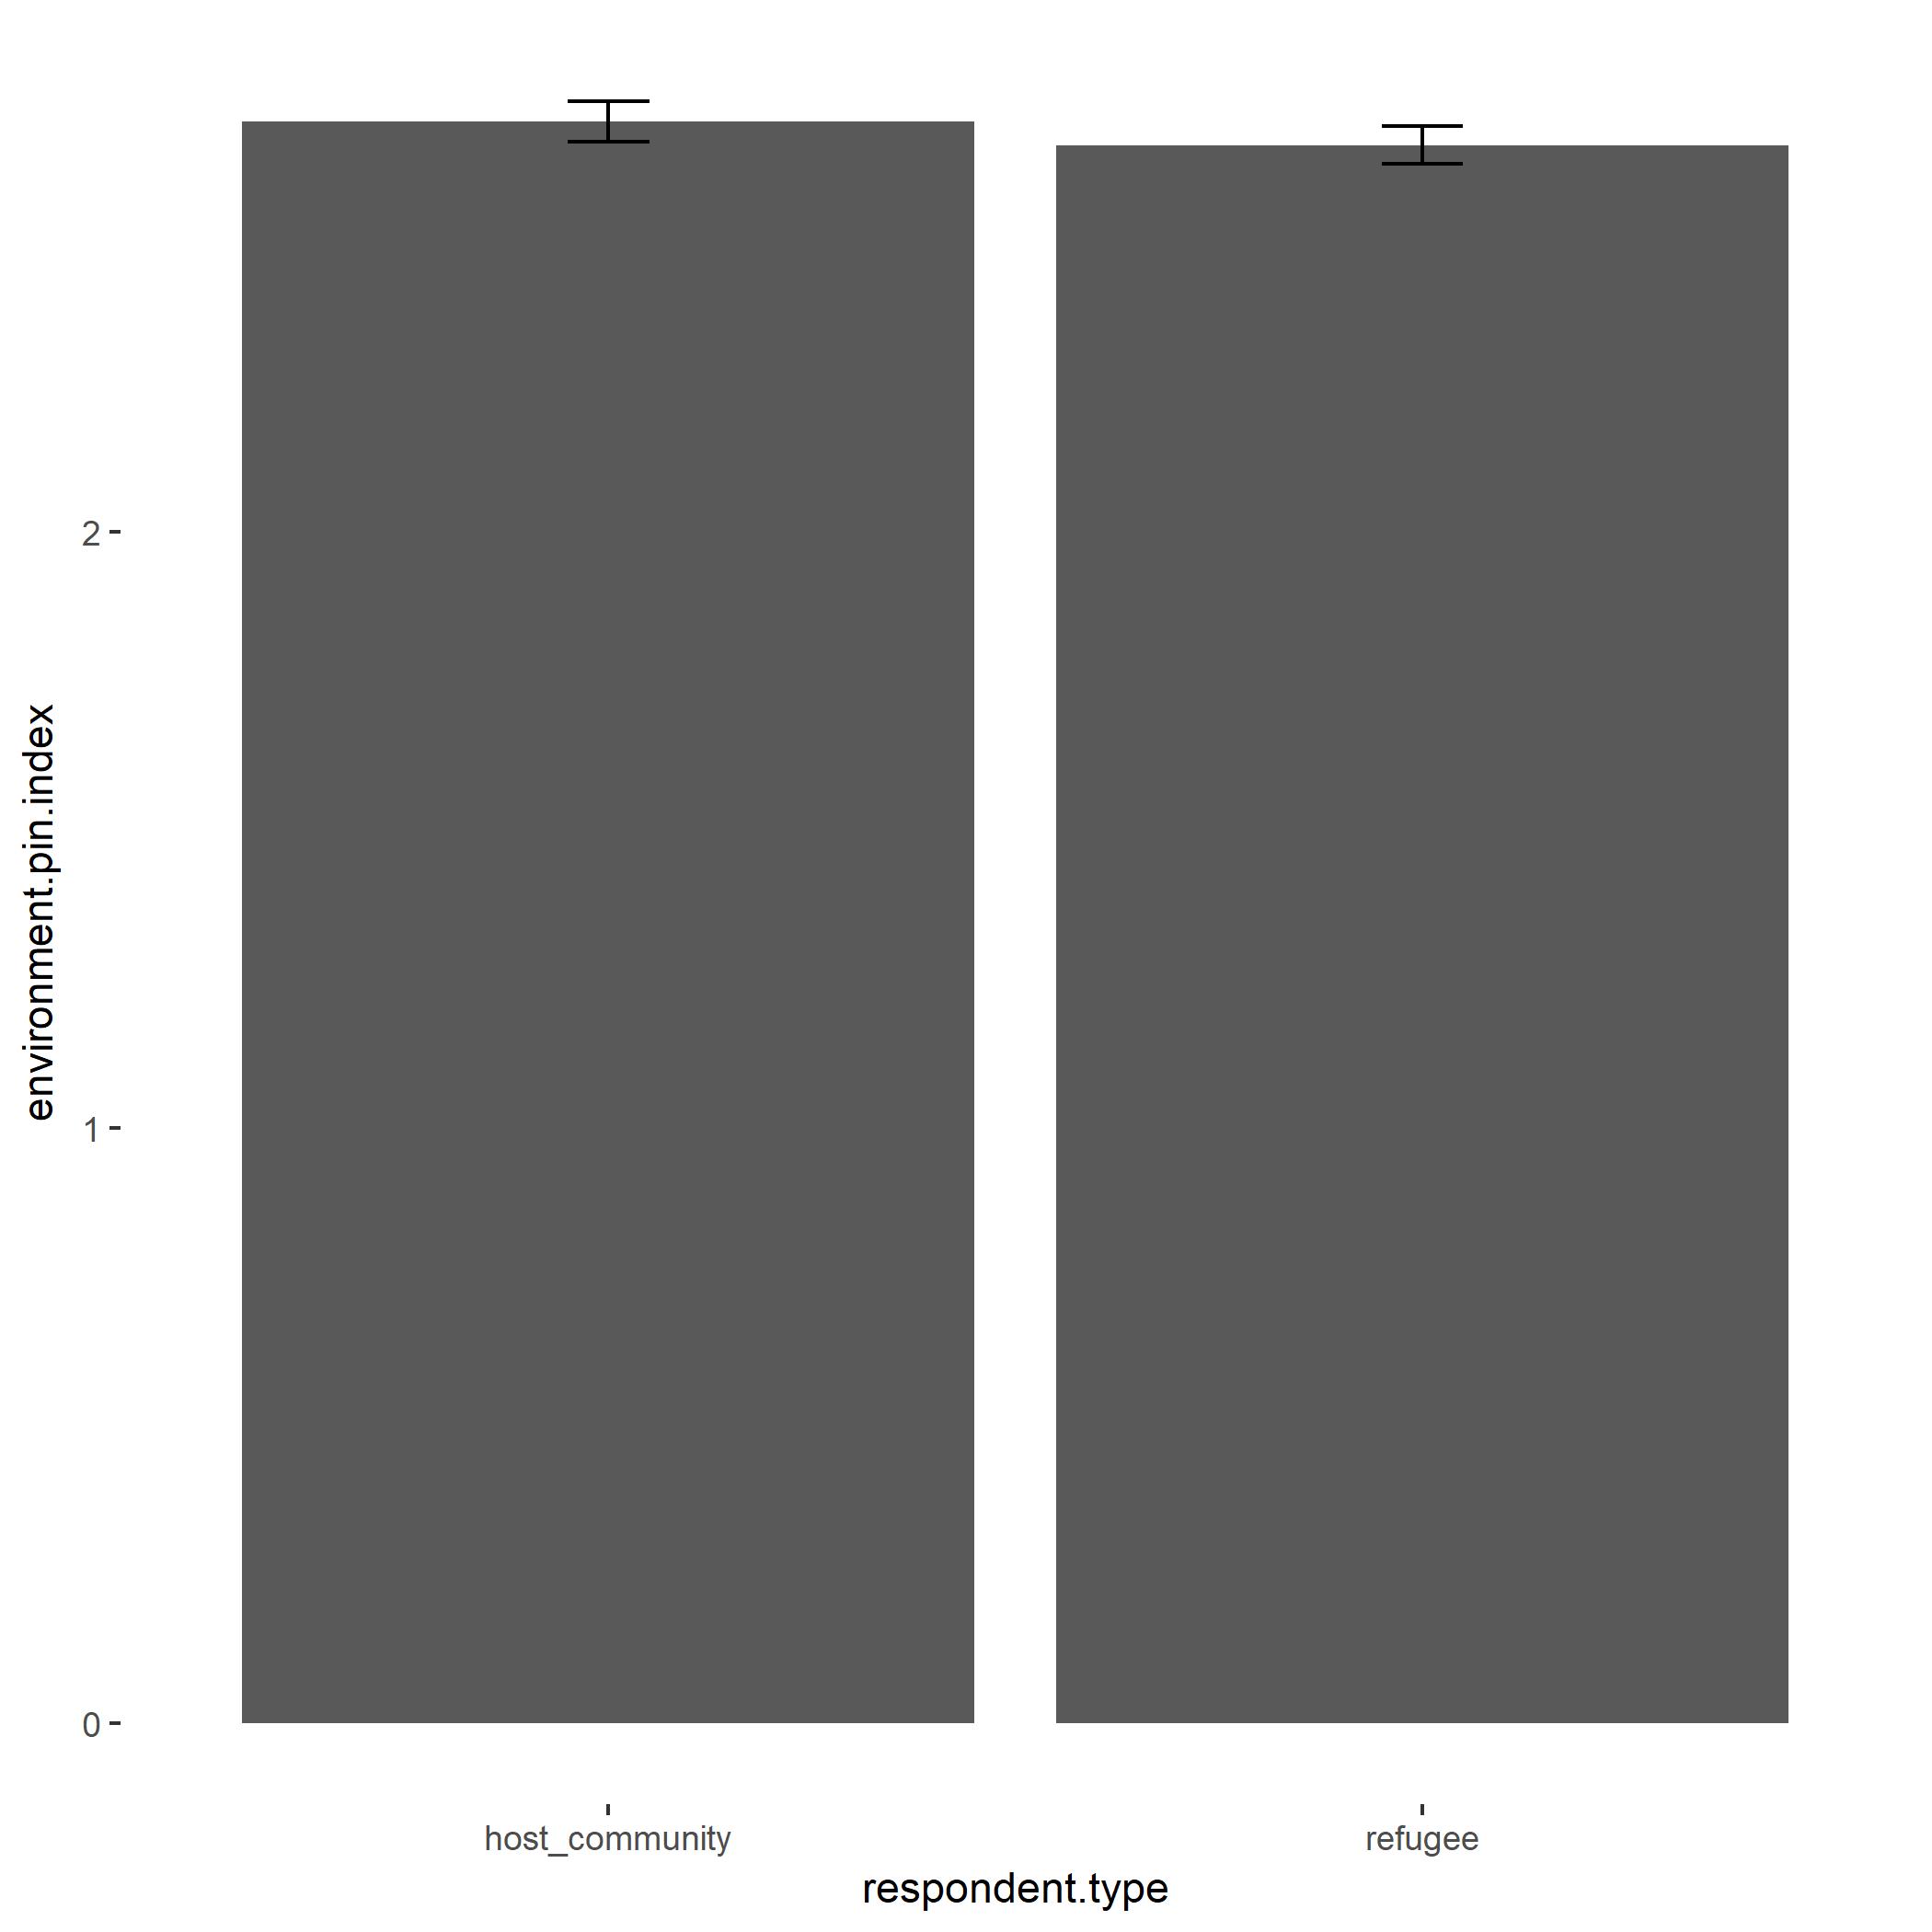 environment.pin.index
2
1
0
host_community
refugee
respondent.type